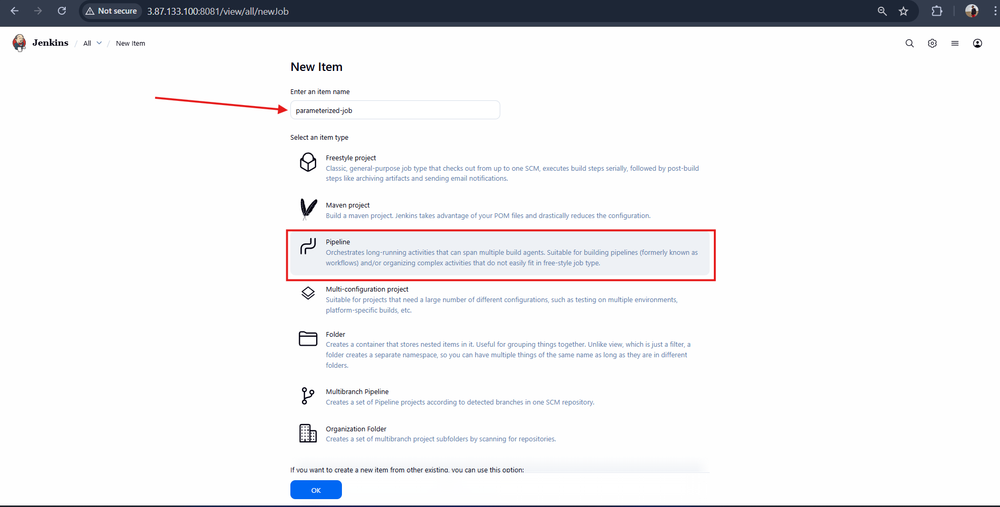 Not secure 3.87.133.100:8081/view/all/newJob
Jenkins / All / New Item
New Item
Enter an item name
parameterized-job
Select an item type
Freestyle project
Classic, general-purpose job type that checks out from up to one SCM, executes build steps serially, followed by post-build
steps like archiving artifacts and sending email notifications.
Maven project
Build a maven project. Jenkins takes advantage of your POM files and drastically reduces the configuration.
Pipeline
Orchestrates long-running activities that can span multiple build agents. Suitable for building pipelines (formerly known as
workflows) and/or organizing complex activities that do not easily fit in free-style job type.
Multi-configuration project
Suitable for projects that need a large number of different configurations, such as testing on multiple environments,
platform-specific builds, etc.
Folder
Creates a container that stores nested items in it. Useful for grouping things together. Unlike view, which is just a filter, a
folder creates a separate namespace, so you can have multiple things of the same name as long as they are in different
folders.
Multibranch Pipeline
Creates a set of Pipeline projects according to detected branches in one SCM repository.
Organization Folder
Creates a set of multibranch project subfolders by scanning for repositories.
If you want to create a new item from other existing, you can use this option:
OK